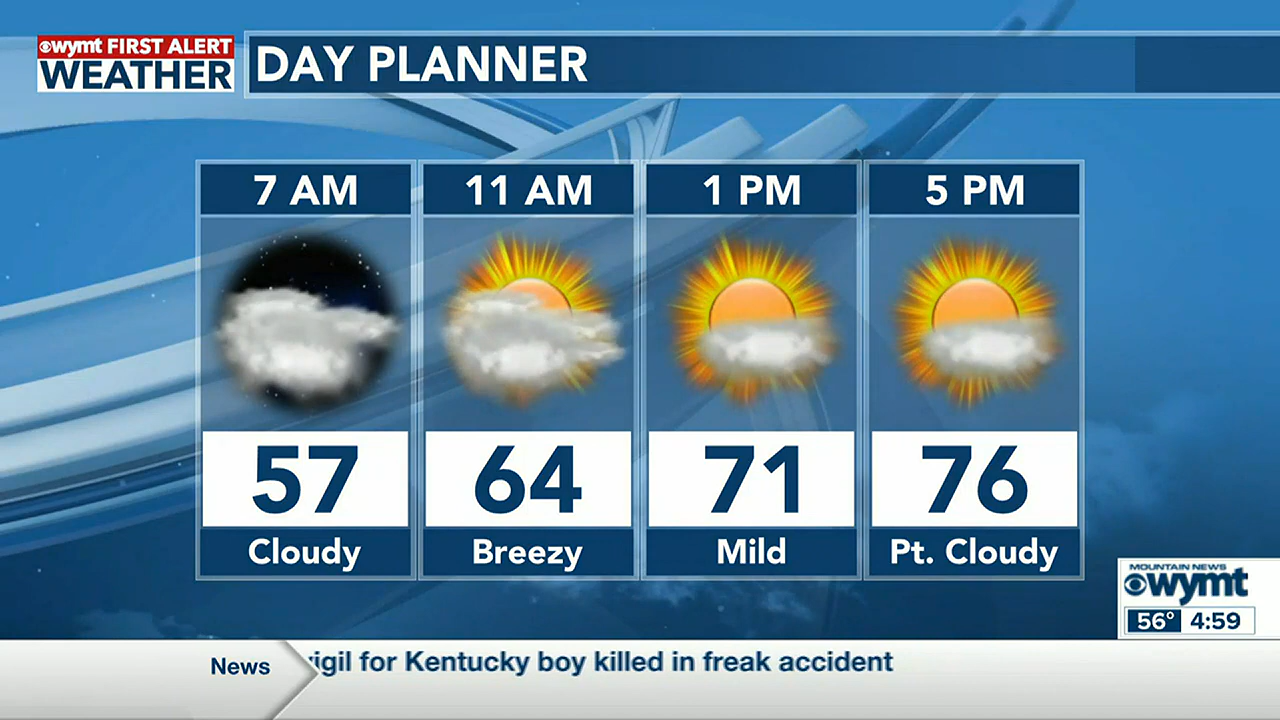 wymt FIRST ALERT
WEATHER
DAY PLANNER
7 AM
11 AM
1 PM
5 PM
57
64
71
76
Cloudy
Breezy
Mild
Pt. Cloudy
MOUNTAIN NEWS
wymt
56° 4:59
News
for Kentucky boy killed in freak accident